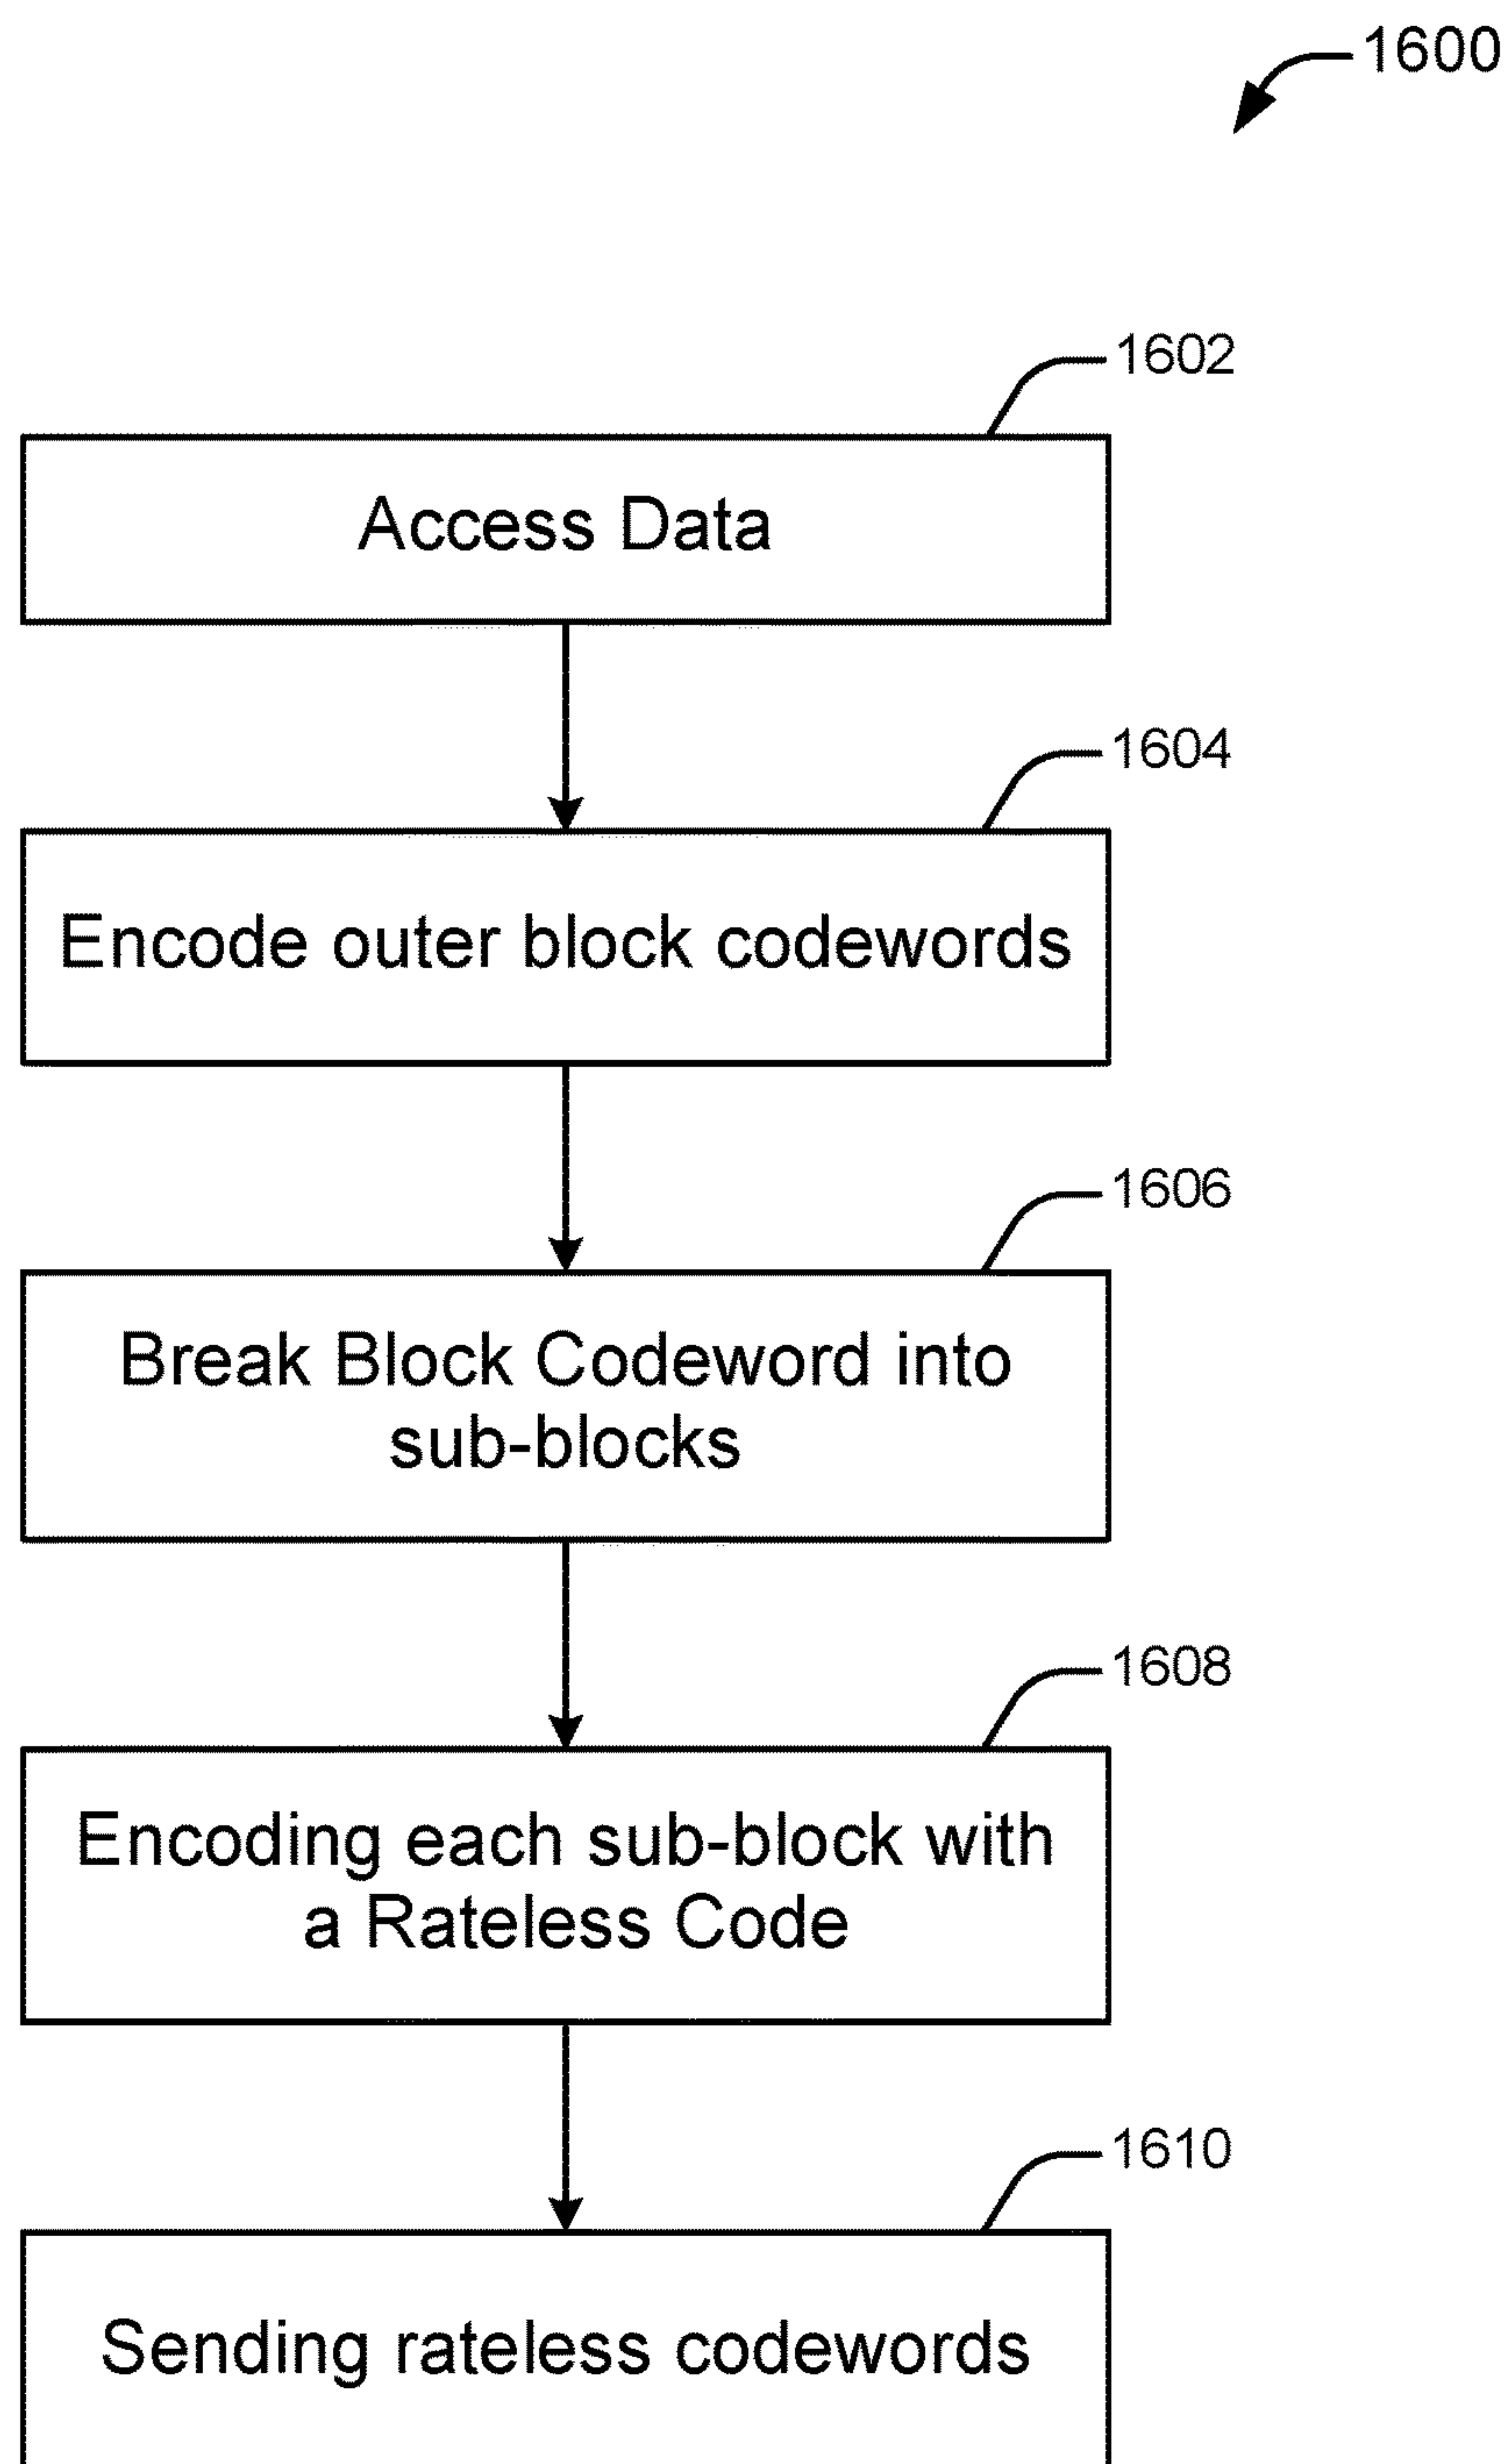 1600
1602
Access Data
1604
Encode outer block codewords
1606
Break Block Codeword into
sub-blocks
1608
Encoding each sub-block with
a Rateless Code
1610
Sending rateless codewords